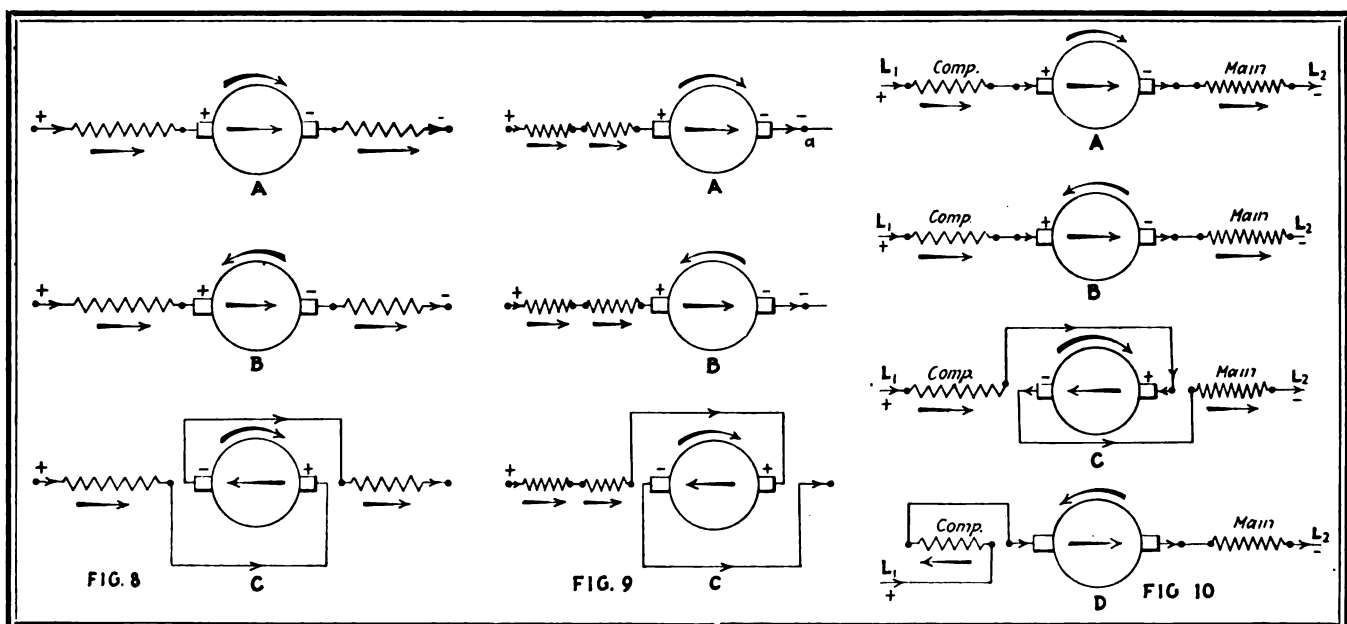 + + - -
A
+ + - -
B
+ - +
C
FIG. 8
+ + - -
a
A
+ + - -
B
+ - +
C
FIG. 9
L1 Comp. + - Main L2
+ -
A
L1 Comp. + - Main L2
+ -
B
L1 Comp. - + Main L2
+ -
C
Comp. Main L2
L1 -
+
D
FIG 10